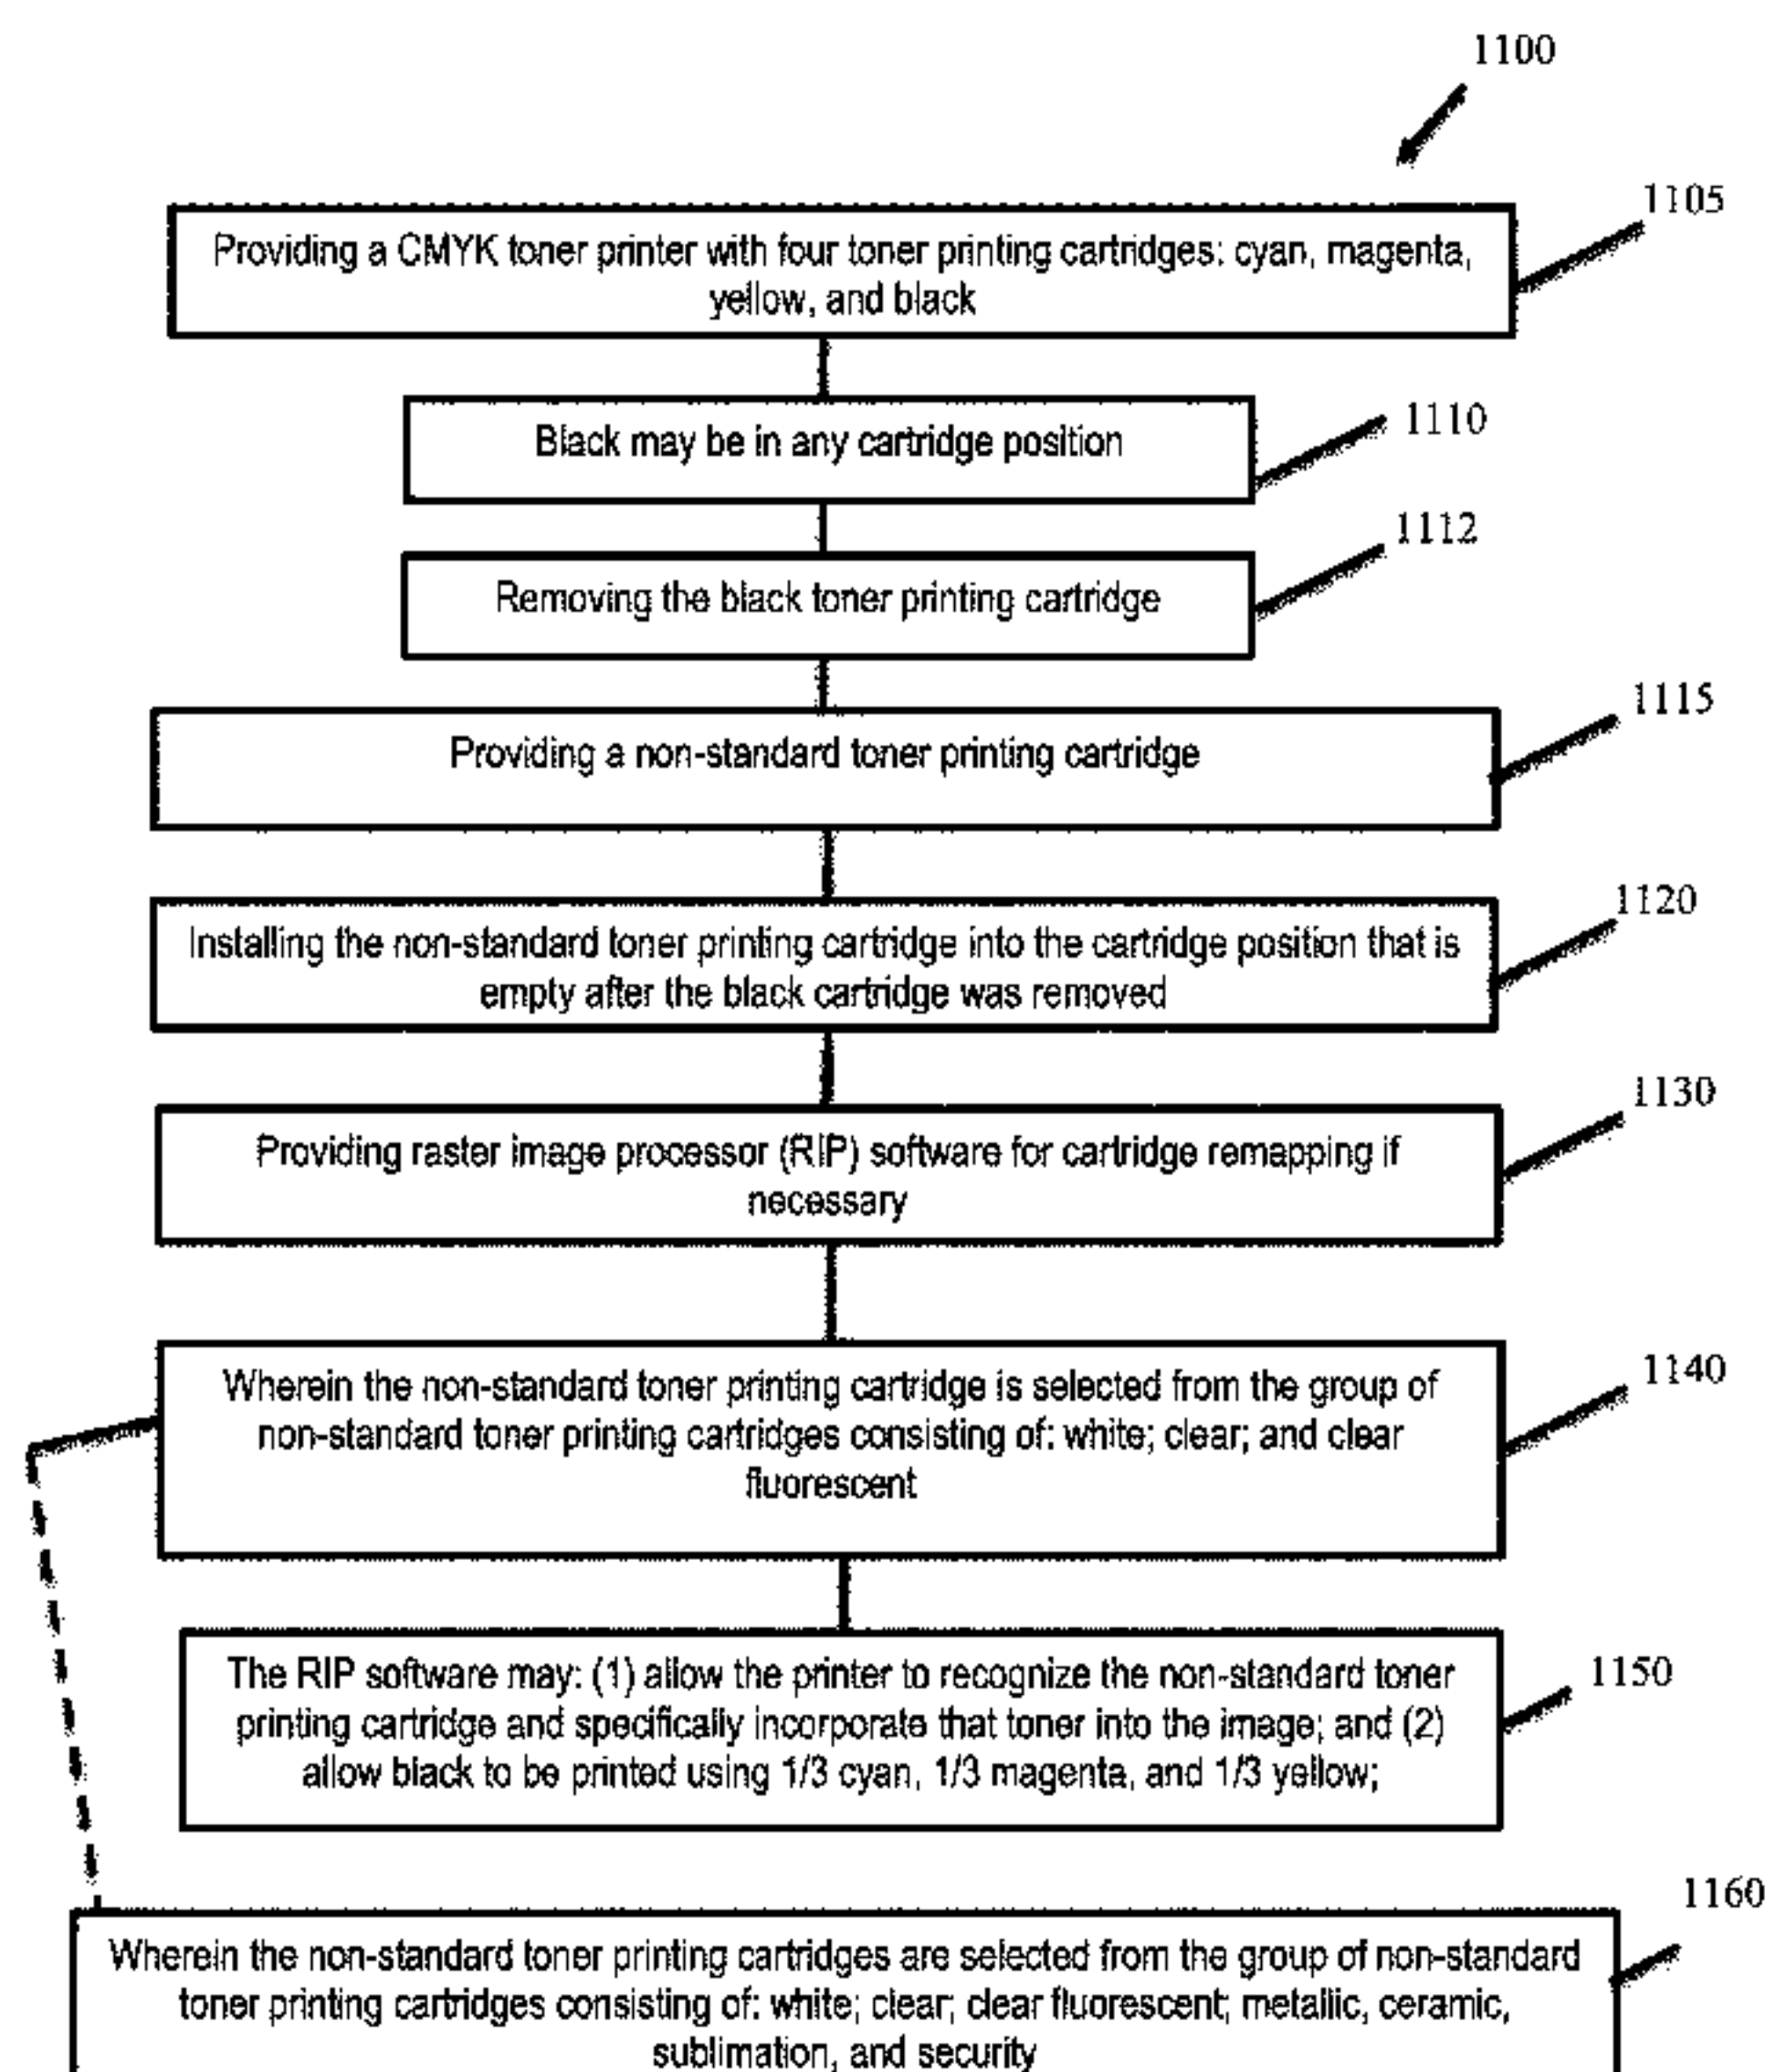 1100
1105
Providing a CMYK toner printer with four toner printing cartridges: cyan, magenta,
yellow, and black
1110
Black may be in any cartridge position
1112
Removing the black toner printing cartridge
1115
Providing a non-standard toner printing cartridge
1120
Installing the non-standard toner printing cartridge into the cartridge position that is
empty after the black cartridge was removed
1130
Providing raster image processor (RIP) software for cartridge remapping if
necessary
1140
Wherein the non-standard toner printing cartridge is selected from the group of
non-standard toner printing cartridges consisting of: white; clear; and clear
fluorescent
1150
The RIP software may: (1) allow the printer to recognize the non-standard toner
printing cartridge and specifically incorporate that toner into the image; and (2)
allow black to be printed using 1/3 cyan, 1/3 magenta, and 1/3 yellow;
1160
Wherein the non-standard toner printing cartridges are selected from the group of non-standard
toner printing cartridges consisting of: white; clear; clear fluorescent; metallic, ceramic,
sublimation, and security